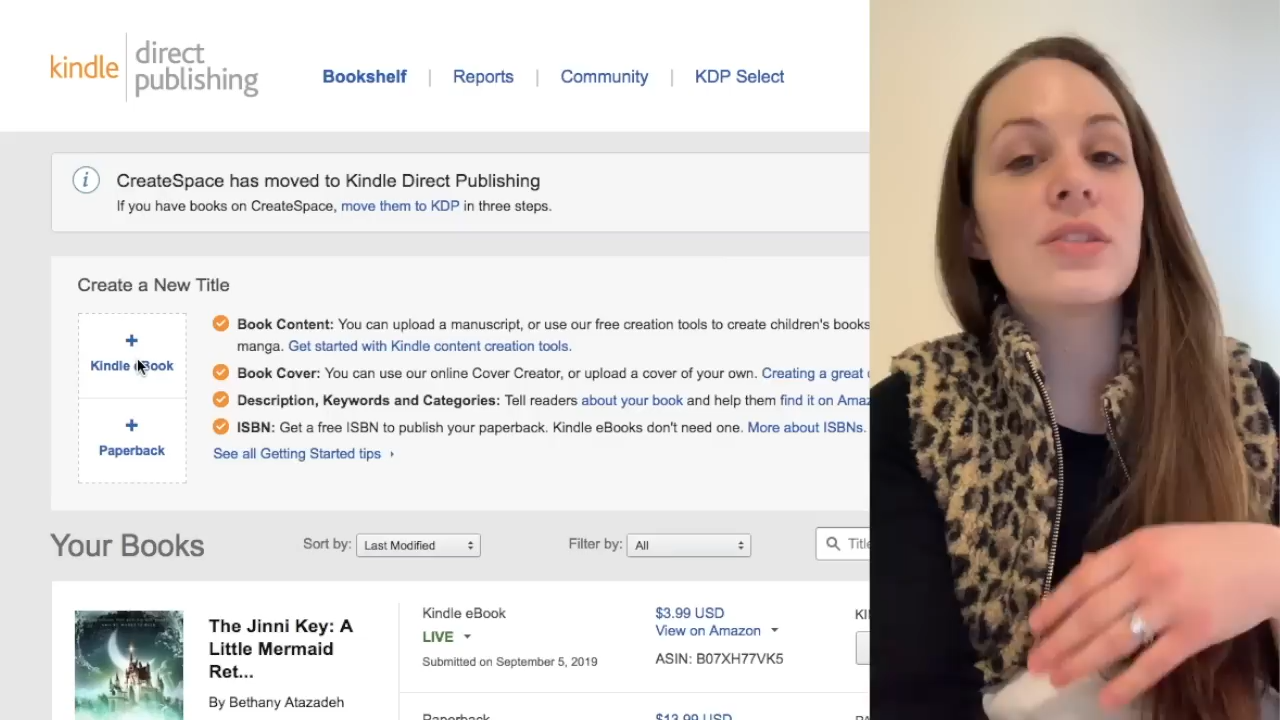 kindle direct publishing
Bookshelf | Reports | Community | KDP Select
CreateSpace has moved to Kindle Direct Publishing
If you have books on CreateSpace, move them to KDP in three steps.
Create a New Title
+
Kindle eBook
+
Paperback
Book Content: You can upload a manuscript, or use our free creation tools to create children's books
manga. Get started with Kindle content creation tools.
Book Cover: You can use our online Cover Creator, or upload a cover of your own. Creating a great
Description, Keywords and Categories: Tell readers about your book and help them find it on
ISBN: Get a free ISBN to publish your paperback. Kindle eBooks don't need one. More about ISBNs.
See all Getting Started tips
Your Books
Sort by: Last Modified
Filter by: All
The Jinni Key: A
Little Mermaid
Ret...
By Bethany Atazadeh
Kindle eBook
LIVE
Submitted on September 5, 2019
$3.99 USD
View on Amazon
ASIN: B07XH77VK5
Paperback
$13.99 USD